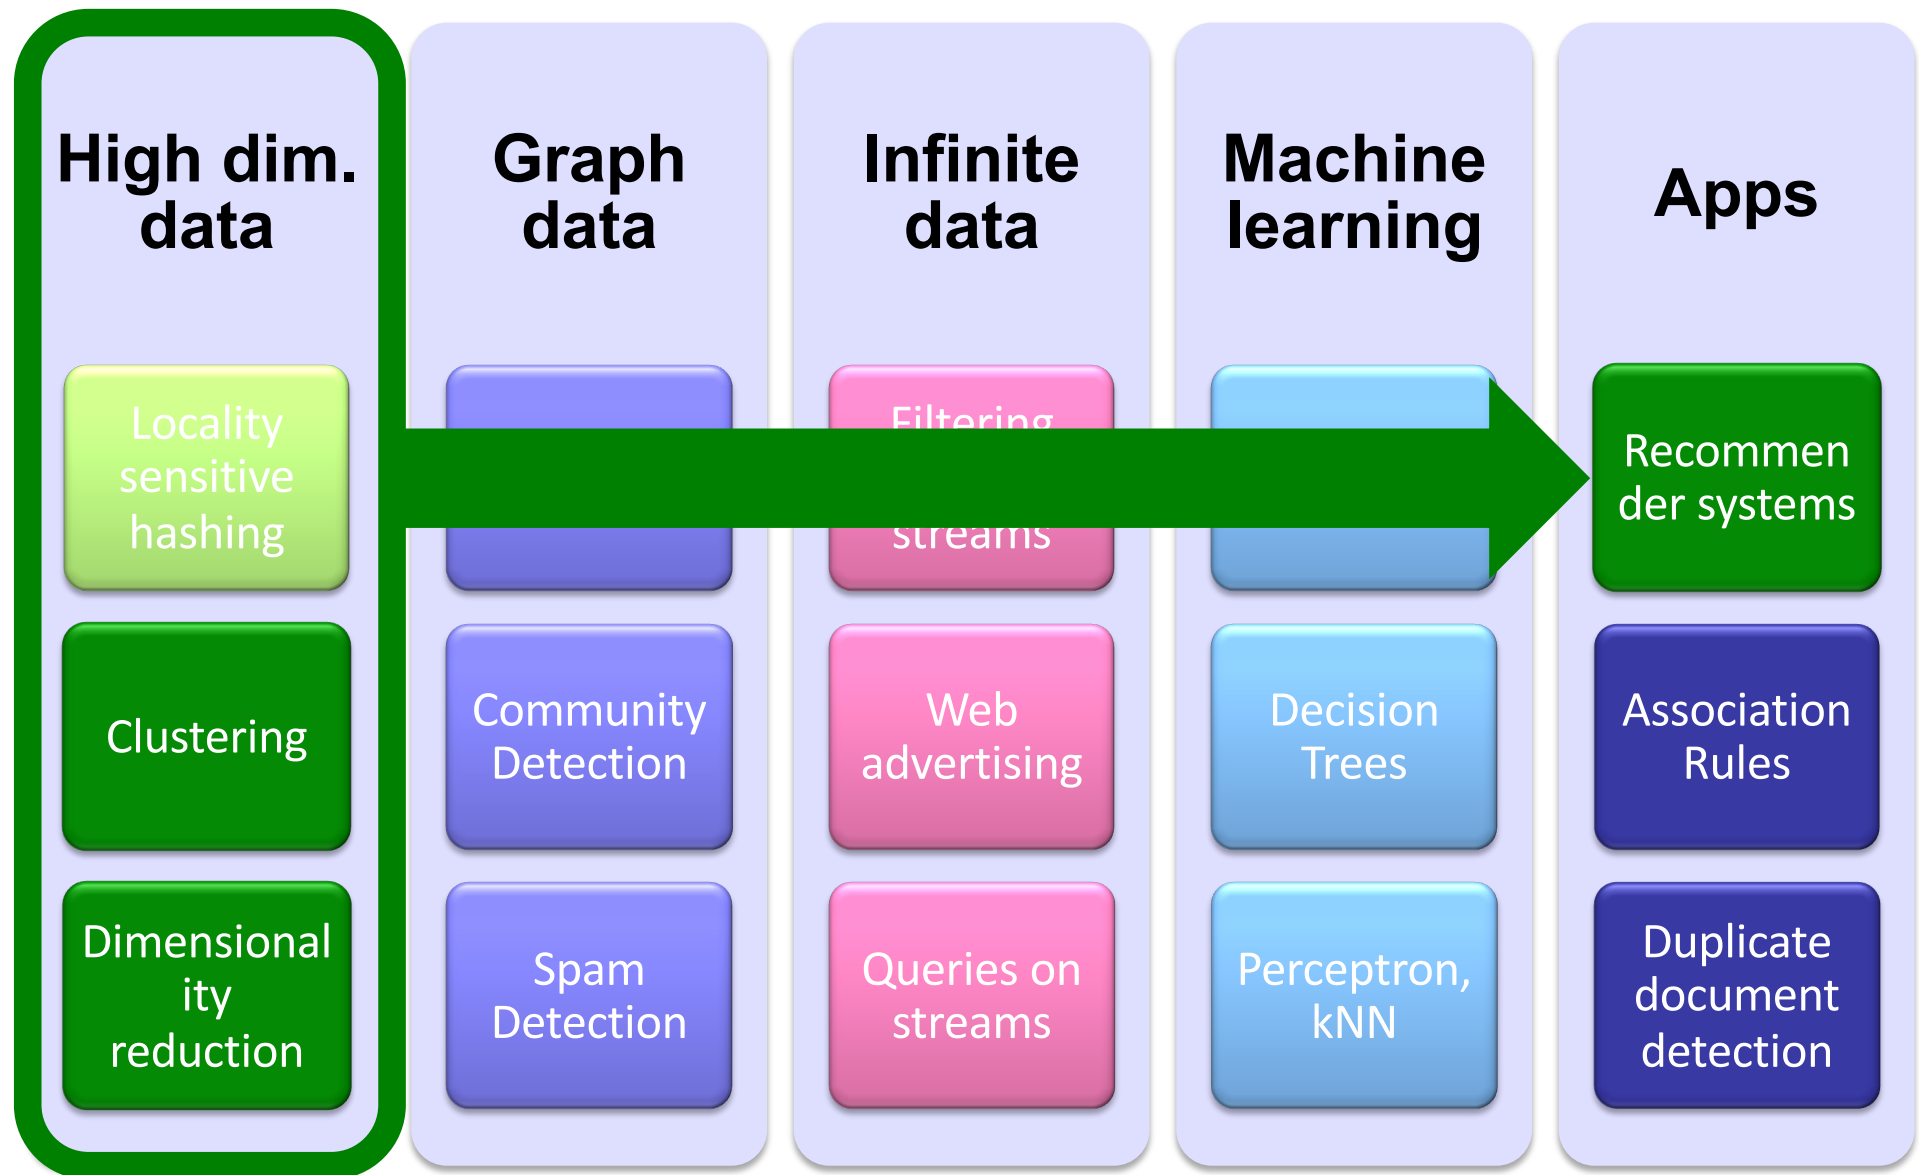 High dim.
data
Locality
sensitive
hashing
Clustering
Dimensional
ity
reduction
Graph
data
Community
Detection
Spam
Detection
Infinite
data
Filtering
streams
Web
advertising
Queries on
streams
Machine
learning
Decision
Trees
Perceptron,
kNN
Apps
Recommen
der systems
Association
Rules
Duplicate
document
detection